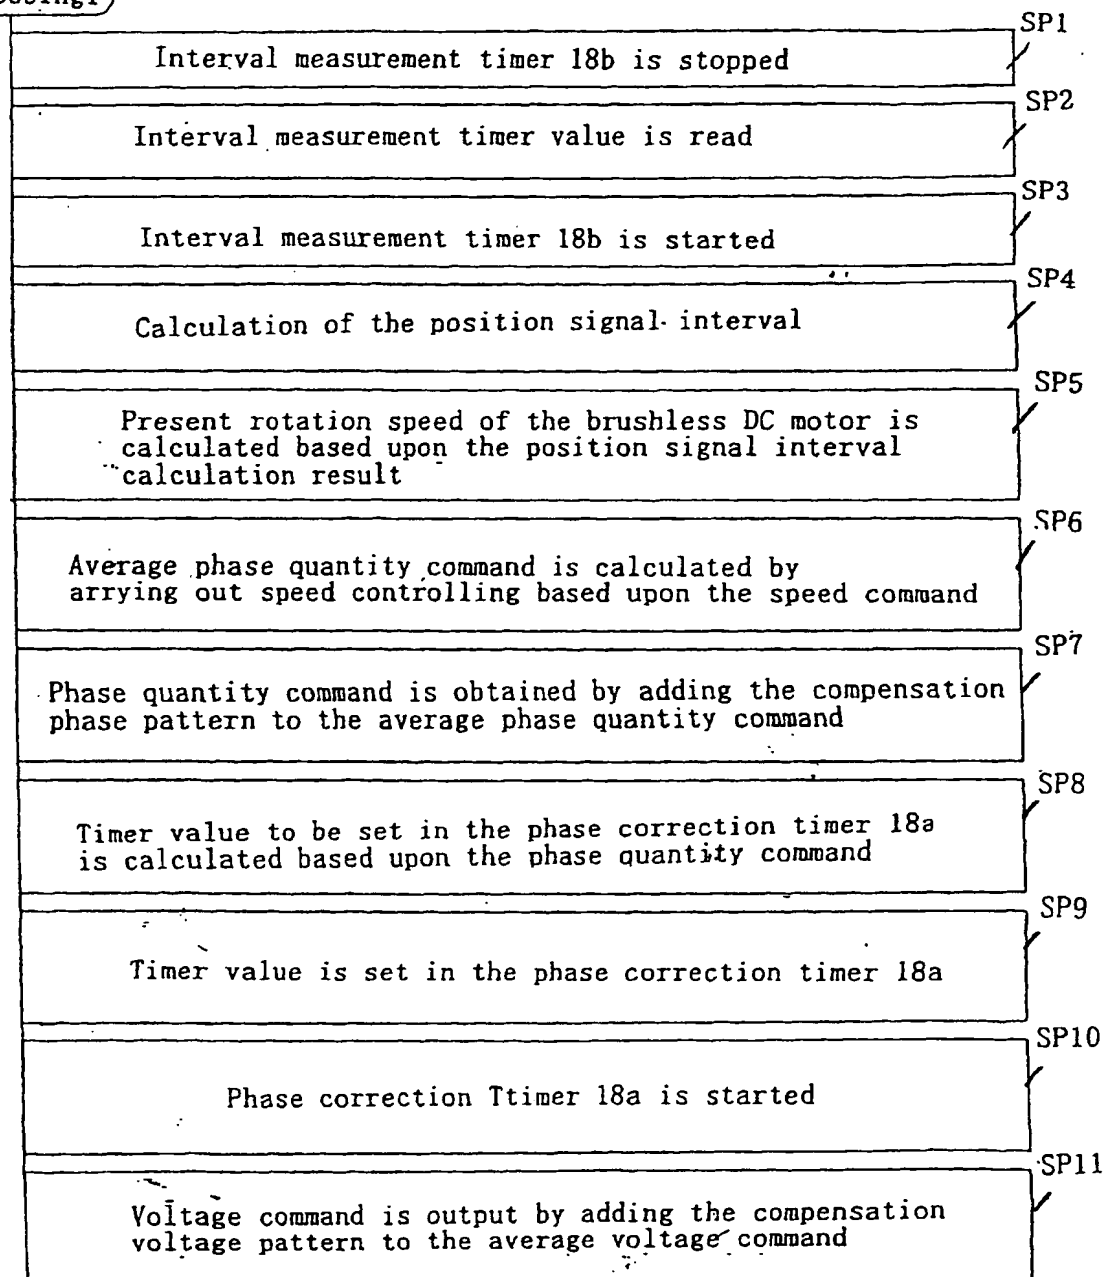 SP1
Interval measurement timer 18b is stopped
SP2
Interval measurement timer value is read
SP3
Interval measurement timer 18b is started
SP4
Calculation of the position signal interval
SP5
Present rotation speed of the brushless DC motor is
calculated based upon the position signal interval
calculation result
SP6
Average phase quantity command is calculated by
arrying out speed controlling based upon the speed command
SP7
Phase quantity command is obtained by adding the compensation
phase pattern to the average phase quantity command
SP8
Timer value to be set in the phase correction timer 18a
is calculated based upon the phase quantity command
SP9
Timer value is set in the phase correction timer 18a
SP10
Phase correction Ttimer 18a is started
SP11
Voltage command is output by adding the compensation
voltage pattern to the average voltage command